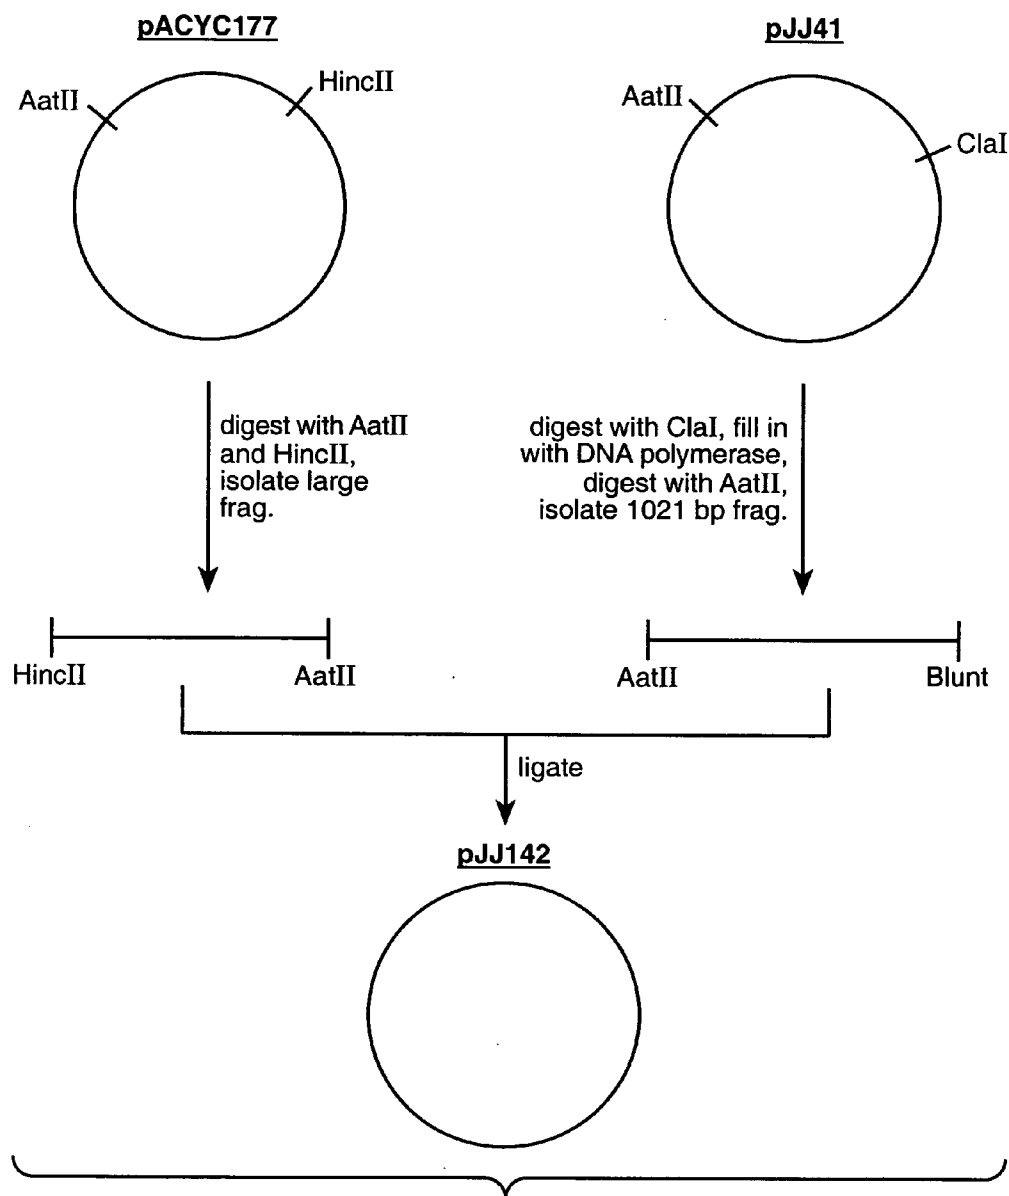 pACYC177
pJJ41
AatII
HincII
AatII
ClaI
digest with AatII
and HincII,
isolate large
frag.
digest with ClaI, fill in
with DNA polymerase,
digest with AatII,
isolate 1021 bp frag.
HincII
AatII
AatII
Blunt
ligate
pJJ142